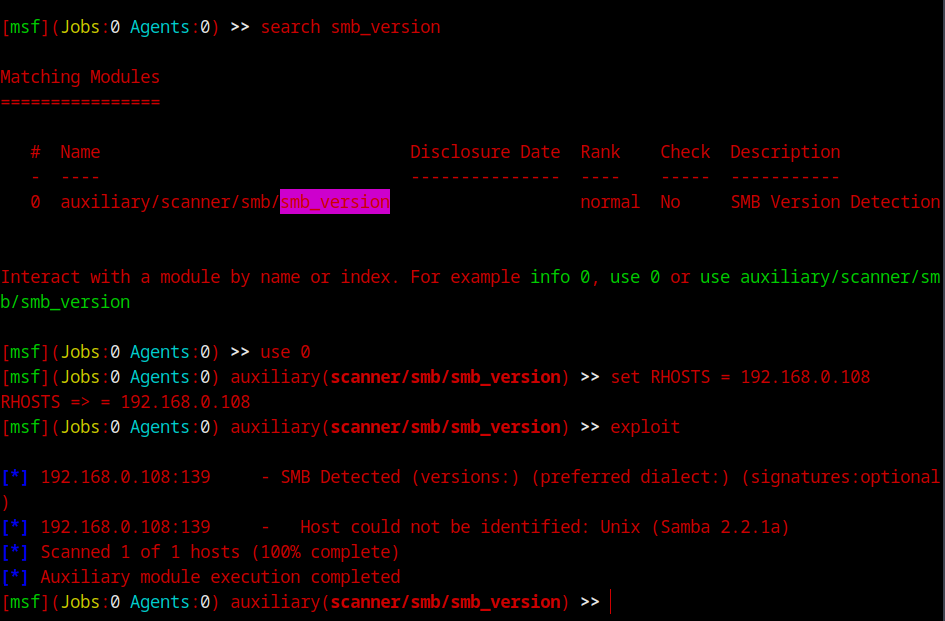 [msf](Jobs:0 Agents:0) >> search smb_version
Matching Modules
================
#  Name                                Disclosure Date  Rank    Check  Description
-  ----                                ---------------  ----    -----  -----------
0  auxiliary/scanner/smb/smb_version                    normal  No     SMB Version Detection
Interact with a module by name or index. For example info 0, use 0 or use auxiliary/scanner/sm
b/smb_version
[msf](Jobs:0 Agents:0) >> use 0
[msf](Jobs:0 Agents:0) auxiliary(scanner/smb/smb_version) >> set RHOSTS = 192.168.0.108
RHOSTS => = 192.168.0.108
[msf](Jobs:0 Agents:0) auxiliary(scanner/smb/smb_version) >> exploit
[*] 192.168.0.108:139     - SMB Detected (versions:) (preferred dialect:) (signatures:optional
)
[*] 192.168.0.108:139     -   Host could not be identified: Unix (Samba 2.2.1a)
[*] Scanned 1 of 1 hosts (100% complete)
[*] Auxiliary module execution completed
[msf](Jobs:0 Agents:0) auxiliary(scanner/smb/smb_version) >>